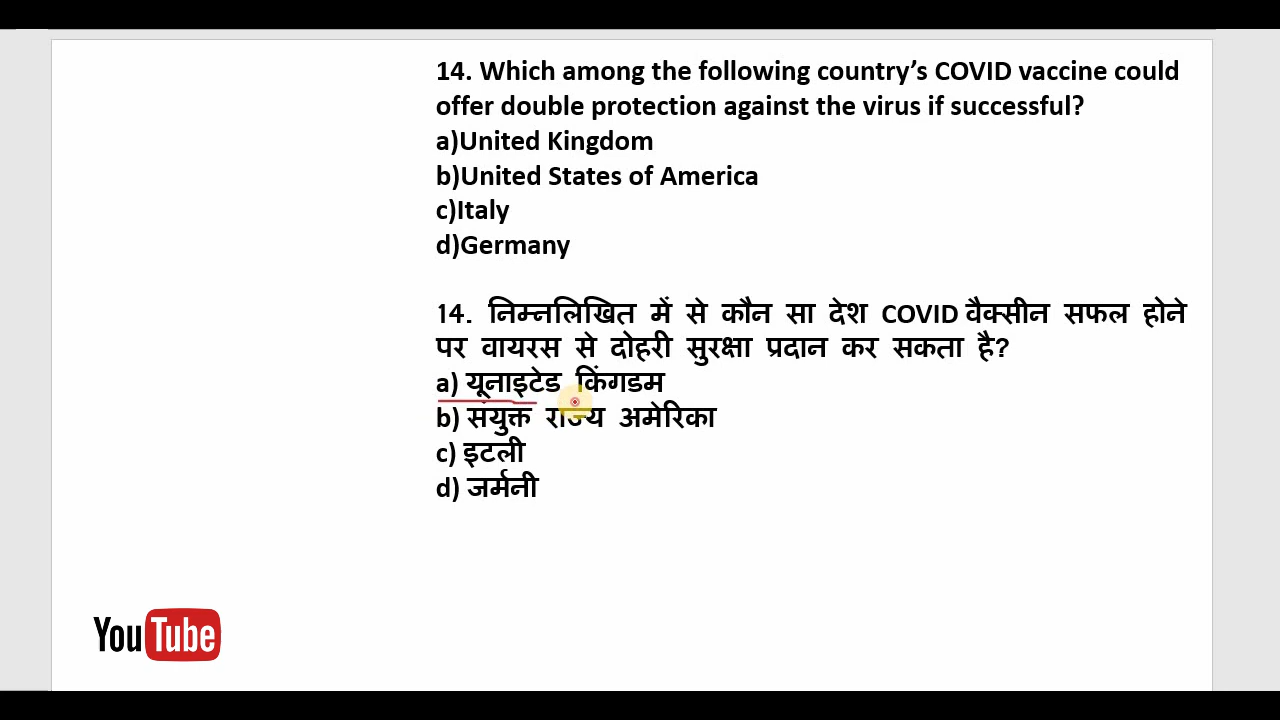 14. Which among the following country’s COVID vaccine could
offer double protection against the virus if successful?
a)United Kingdom
b)United States of America
c)Italy
d)Germany
14. निम्नलिखित में से कौन सा देश COVID वैक्सीन सफल होने
पर वायरस से दोहरी सुरक्षा प्रदान कर सकता है?
a) यूनाइटेड किंगडम
b) संयुक्त राज्य अमेरिका
c) इटली
d) जर्मनी
YouTube